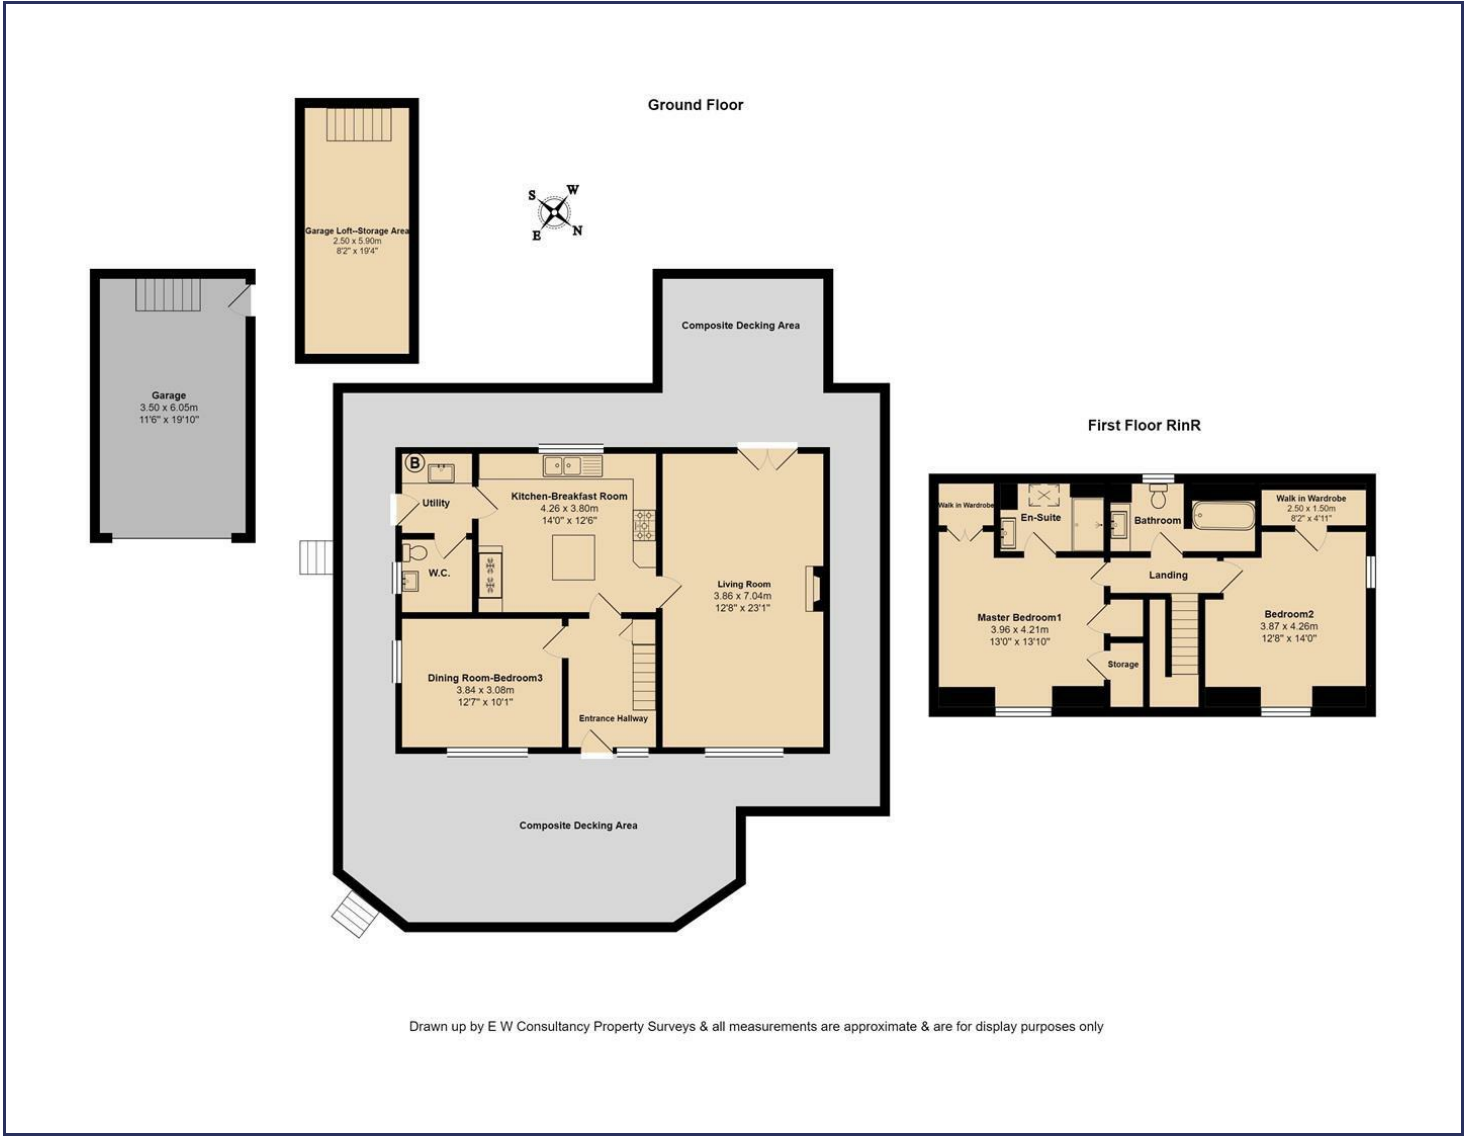 Ground Floor
S
W
E
N
Garage Loft--Storage Area
2.50 x 5.90m
8'2" x 19'4"
Composite Decking Area
Garage
3.50 x 6.05m
11'6" x 19'10"
B
Utility
Kitchen-Breakfast Room
4.26 x 3.80m
14'0" x 12'6"
W.C.
Living Room
3.86 x 7.04m
12'8" x 23'1"
Dining Room-Bedroom3
3.84 x 3.08m
12'7" x 10'1"
Entrance Hallway
Composite Decking Area
First Floor RinR
Walk in Wardrobe
En-Suite
Bathroom
Walk in Wardrobe
2.50 x 1.50m
8'2" x 4'11"
Landing
Master Bedroom1
3.96 x 4.21m
13'0" x 13'10"
Bedroom2
3.87 x 4.26m
12'8" x 14'0"
Storage
Drawn up by E W Consultancy Property Surveys & all measurements are approximate & are for display purposes only